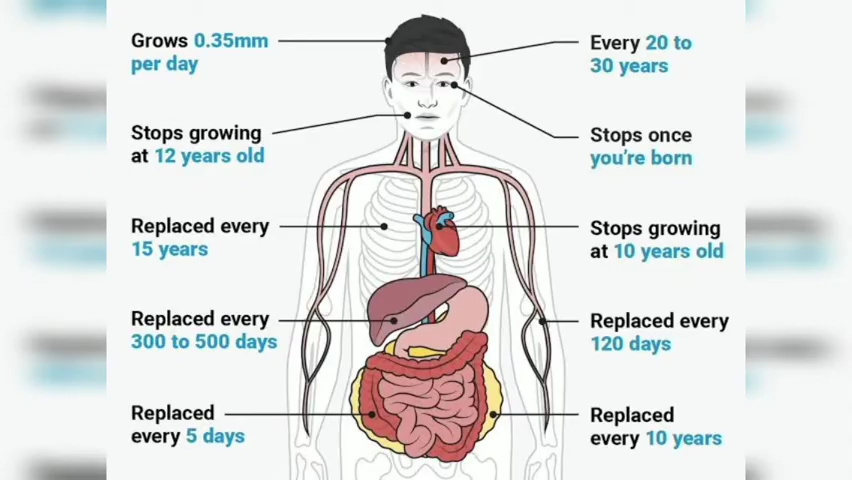 Grows 0.35mm
per day
Stops growing
at 12 years old
Replaced every
15 years
Replaced every
300 to 500 days
Replaced
every 5 days
Every 20 to
30 years
Stops once
you're born
Stops growing
at 10 years old
Replaced every
120 days
Replaced
every 10 years